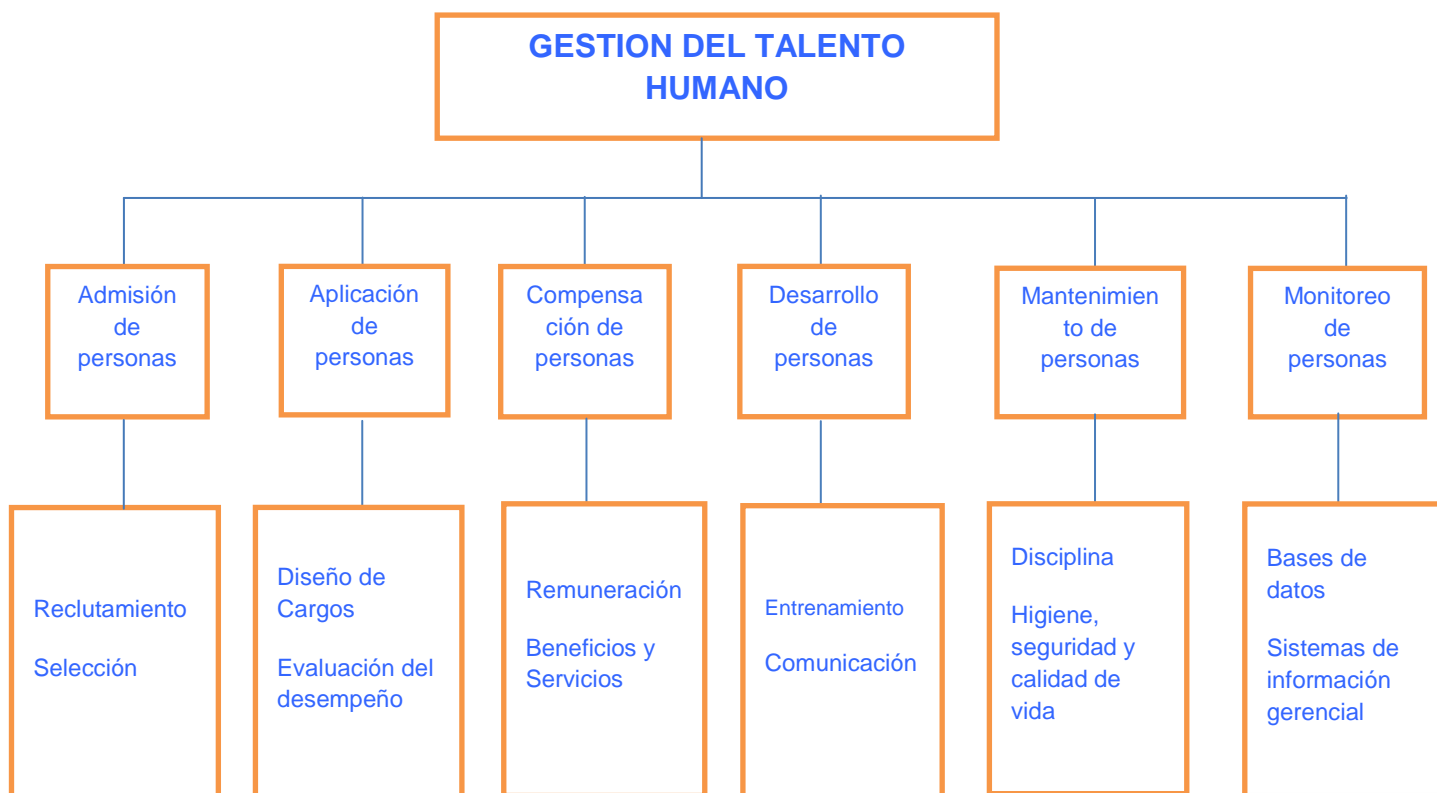 GESTION DEL TALENTO
HUMANO
Admisión
de
personas
Aplicación
de
personas
Compensa
ción de
personas
Desarrollo
de
personas
Mantenimien
to de
personas
Monitoreo
de
personas
Reclutamiento
Selección
Diseño de
Cargos
Evaluación del
desempeño
Remuneración
Beneficios y
Servicios
Entrenamiento
Comunicación
Disciplina
Higiene,
seguridad y
calidad de
vida
Bases de
datos
Sistemas de
información
gerencial